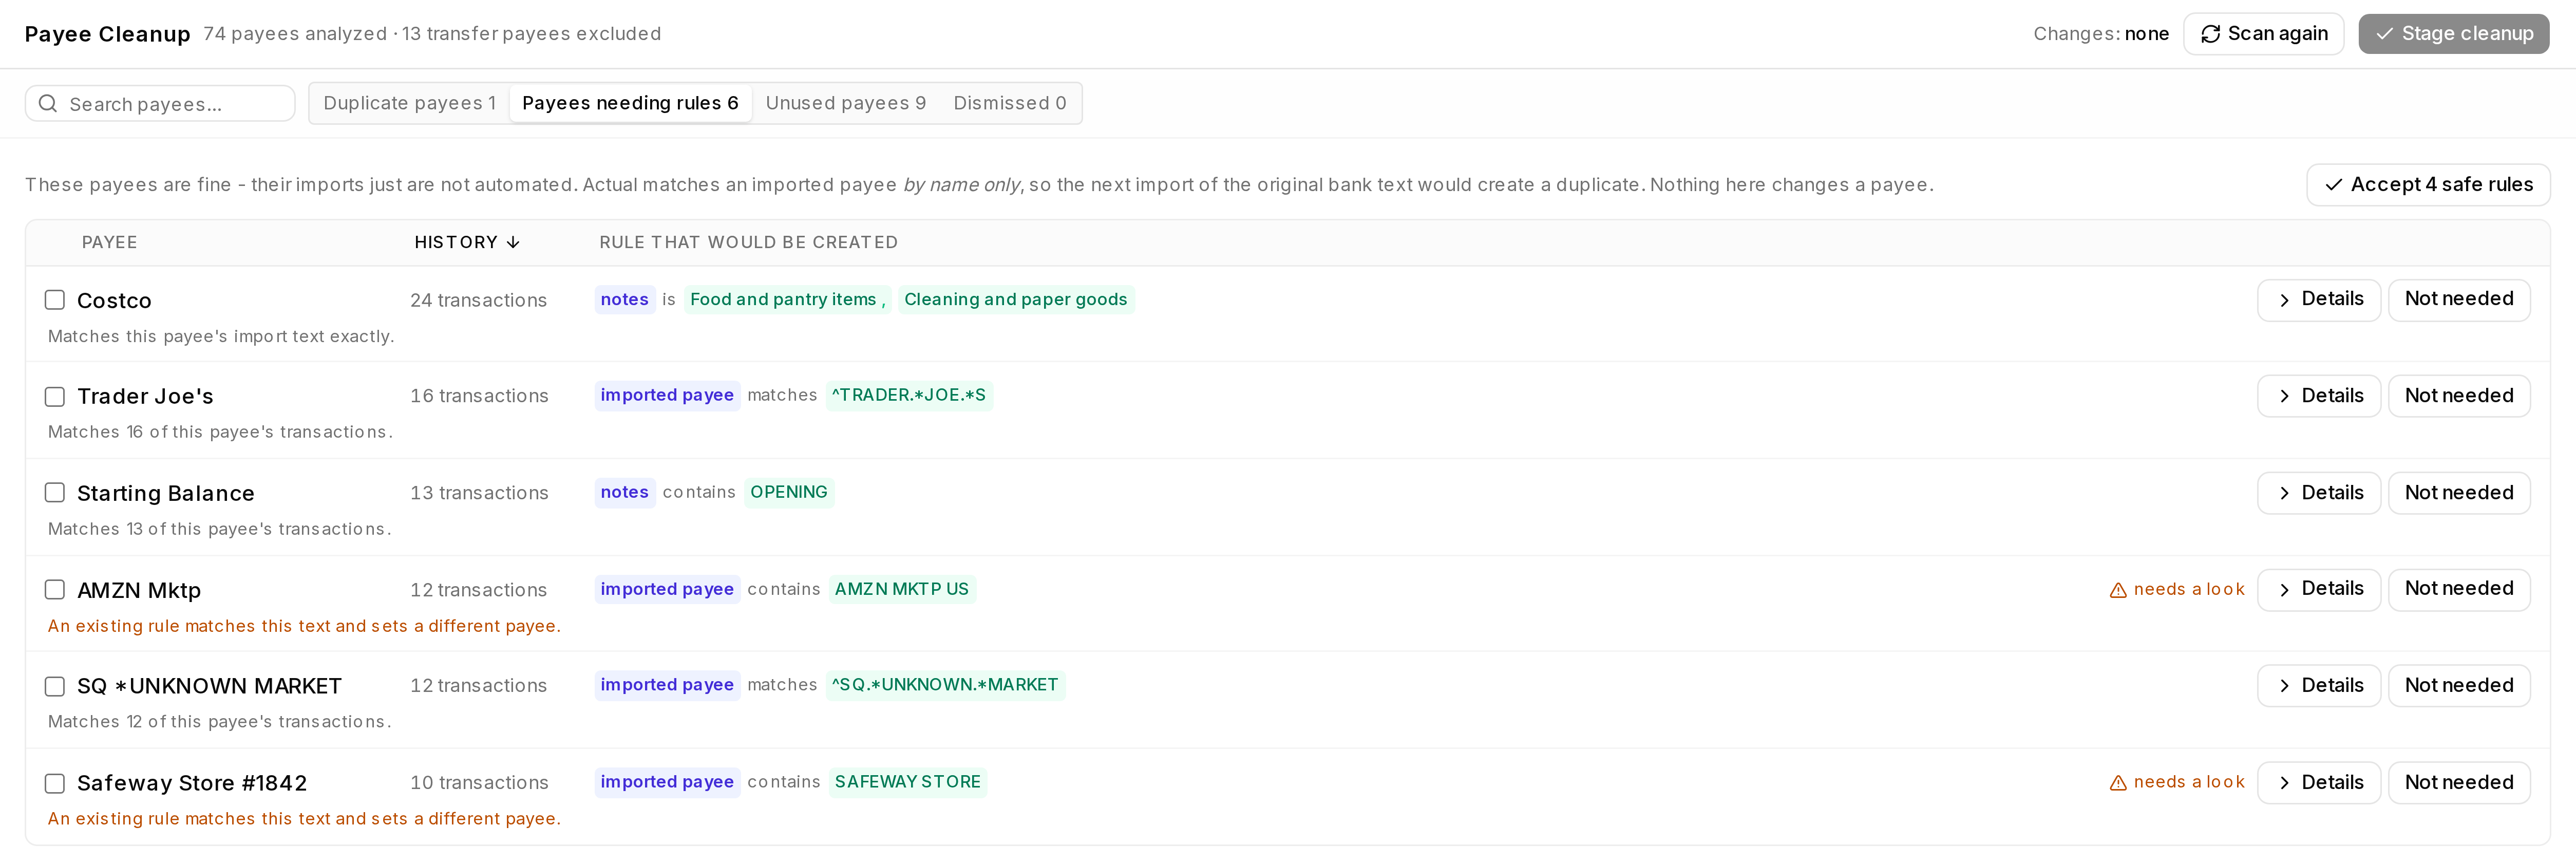 Payee Cleanup 74 payees analyzed · 13 transfer payees excluded Changes: none Scan again Stage cleanup
Search payees... Duplicate payees 1 Payees needing rules 6 Unused payees 9 Dismissed 0
These payees are fine - their imports just are not automated. Actual matches an imported payee by name only, so the next import of the original bank text would create a duplicate. Nothing here changes a payee. Accept 4 safe rules
PAYEE HISTORY ↓ RULE THAT WOULD BE CREATED
Costco 24 transactions notes is Food and pantry items , Cleaning and paper goods Details Not needed
Matches this payee's import text exactly.
Trader Joe's 16 transactions imported payee matches ^TRADER.*JOE.*S Details Not needed
Matches 16 of this payee's transactions.
Starting Balance 13 transactions notes contains OPENING Details Not needed
Matches 13 of this payee's transactions.
AMZN Mktp 12 transactions imported payee contains AMZN MKTP US needs a look Details Not needed
An existing rule matches this text and sets a different payee.
SQ *UNKNOWN MARKET 12 transactions imported payee matches ^SQ.*UNKNOWN.*MARKET Details Not needed
Matches 12 of this payee's transactions.
Safeway Store #1842 10 transactions imported payee contains SAFEWAY STORE needs a look Details Not needed
An existing rule matches this text and sets a different payee.